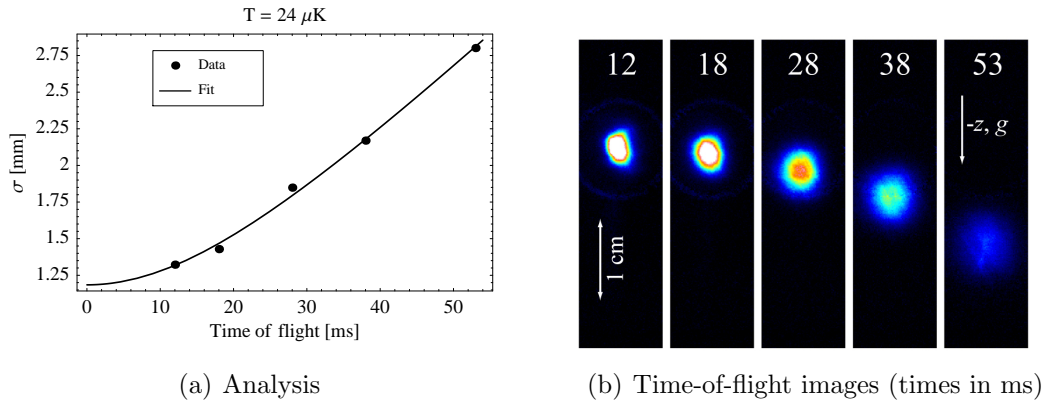 T = 24 μK
2.75
2.5
2.25
2
1.75
1.5
1.25
σ [mm]
Data
Fit
0 10 20 30 40 50
Time of flight [ms]
(a) Analysis
12 18 28 38 53
-z, g
1 cm
(b) Time-of-flight images (times in ms)